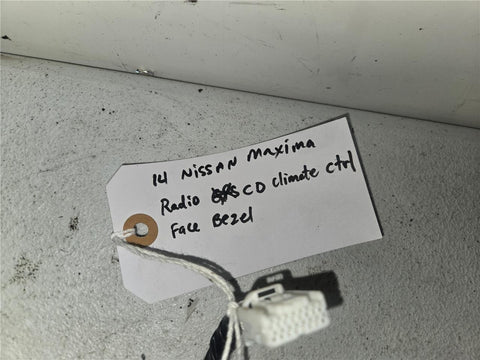 14 NISSAN Maxima
Radio CD climate ctrl
Face Bezel